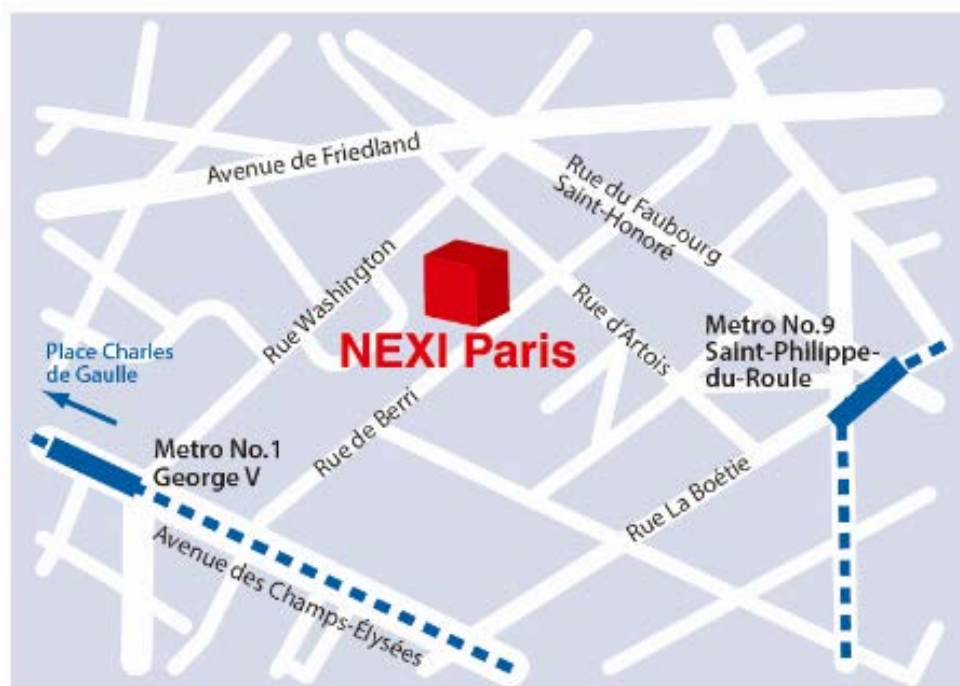 Avenue de Friedland
Rue du Faubourg
Saint-Honoré
Rue Washington
NEXI Paris
Rue d'Artois
Metro No.9
Saint-Philippe-
du-Roule
Place Charles
de Gaulle
Rue de Berri
Metro No.1
George V
Rue La Boétie
Avenue des Champs-Élysées